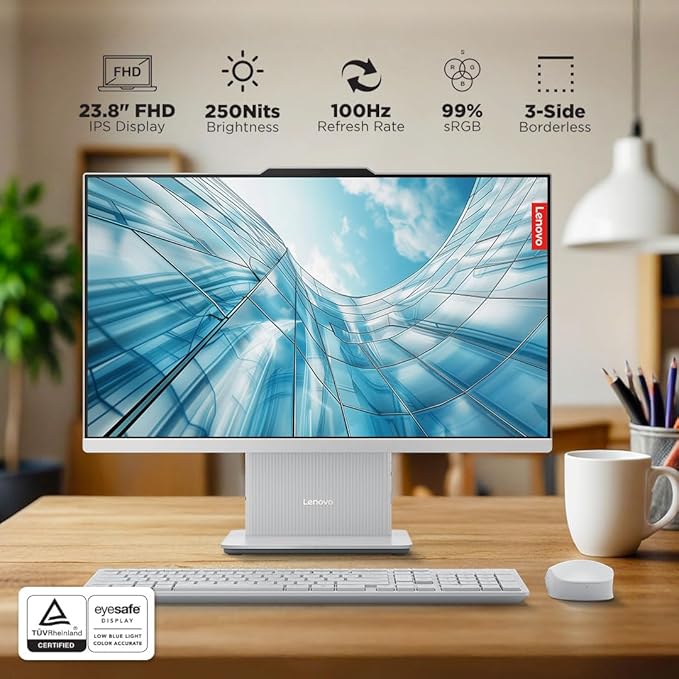 FHD
23.8" FHD
IPS Display
250Nits
Brightness
100Hz
Refresh Rate
S
R G
B
99%
sRGB
3-Side
Borderless
Lenovo
Lenovo
TÜVRheinland®
CERTIFIED
eyesafe®
DISPLAY
LOW BLUE LIGHT
COLOR ACCURATE